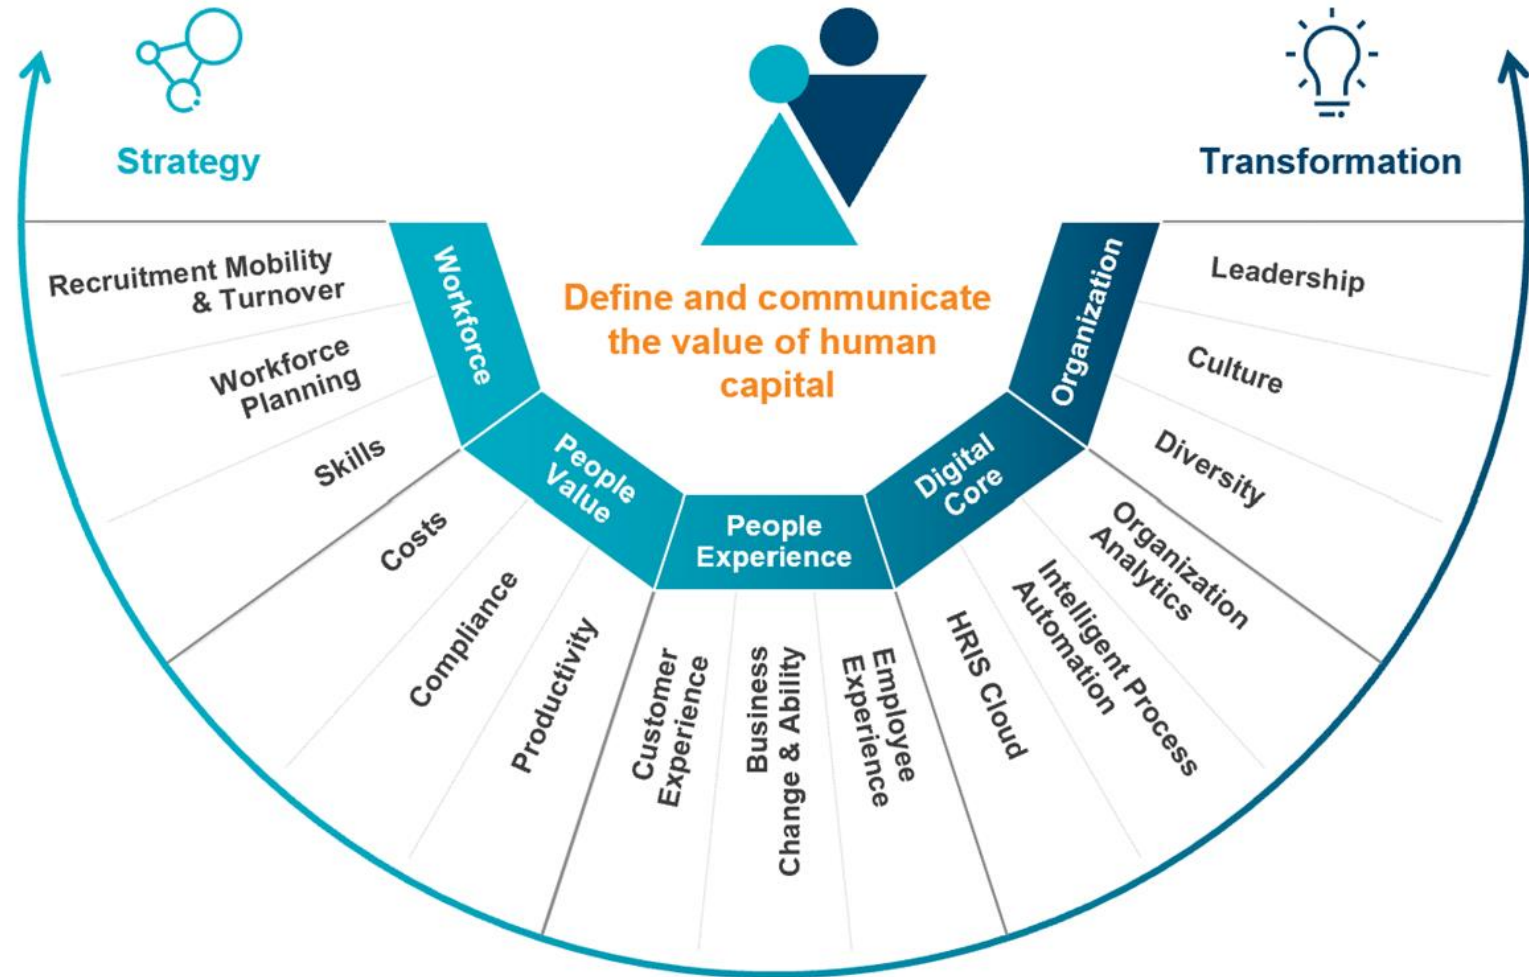 Strategy
Transformation
Define and communicate
the value of human
capital
Workforce
Recruitment Mobility
& Turnover
Workforce
Planning
Skills
People
Value
Costs
Compliance
Productivity
People
Experience
Customer
Experience
Business
Change & Ability
Employee
Experience
Digital
Core
HRIS Cloud
Intelligent Process
Automation
Organization
Analytics
Organization
Diversity
Culture
Leadership